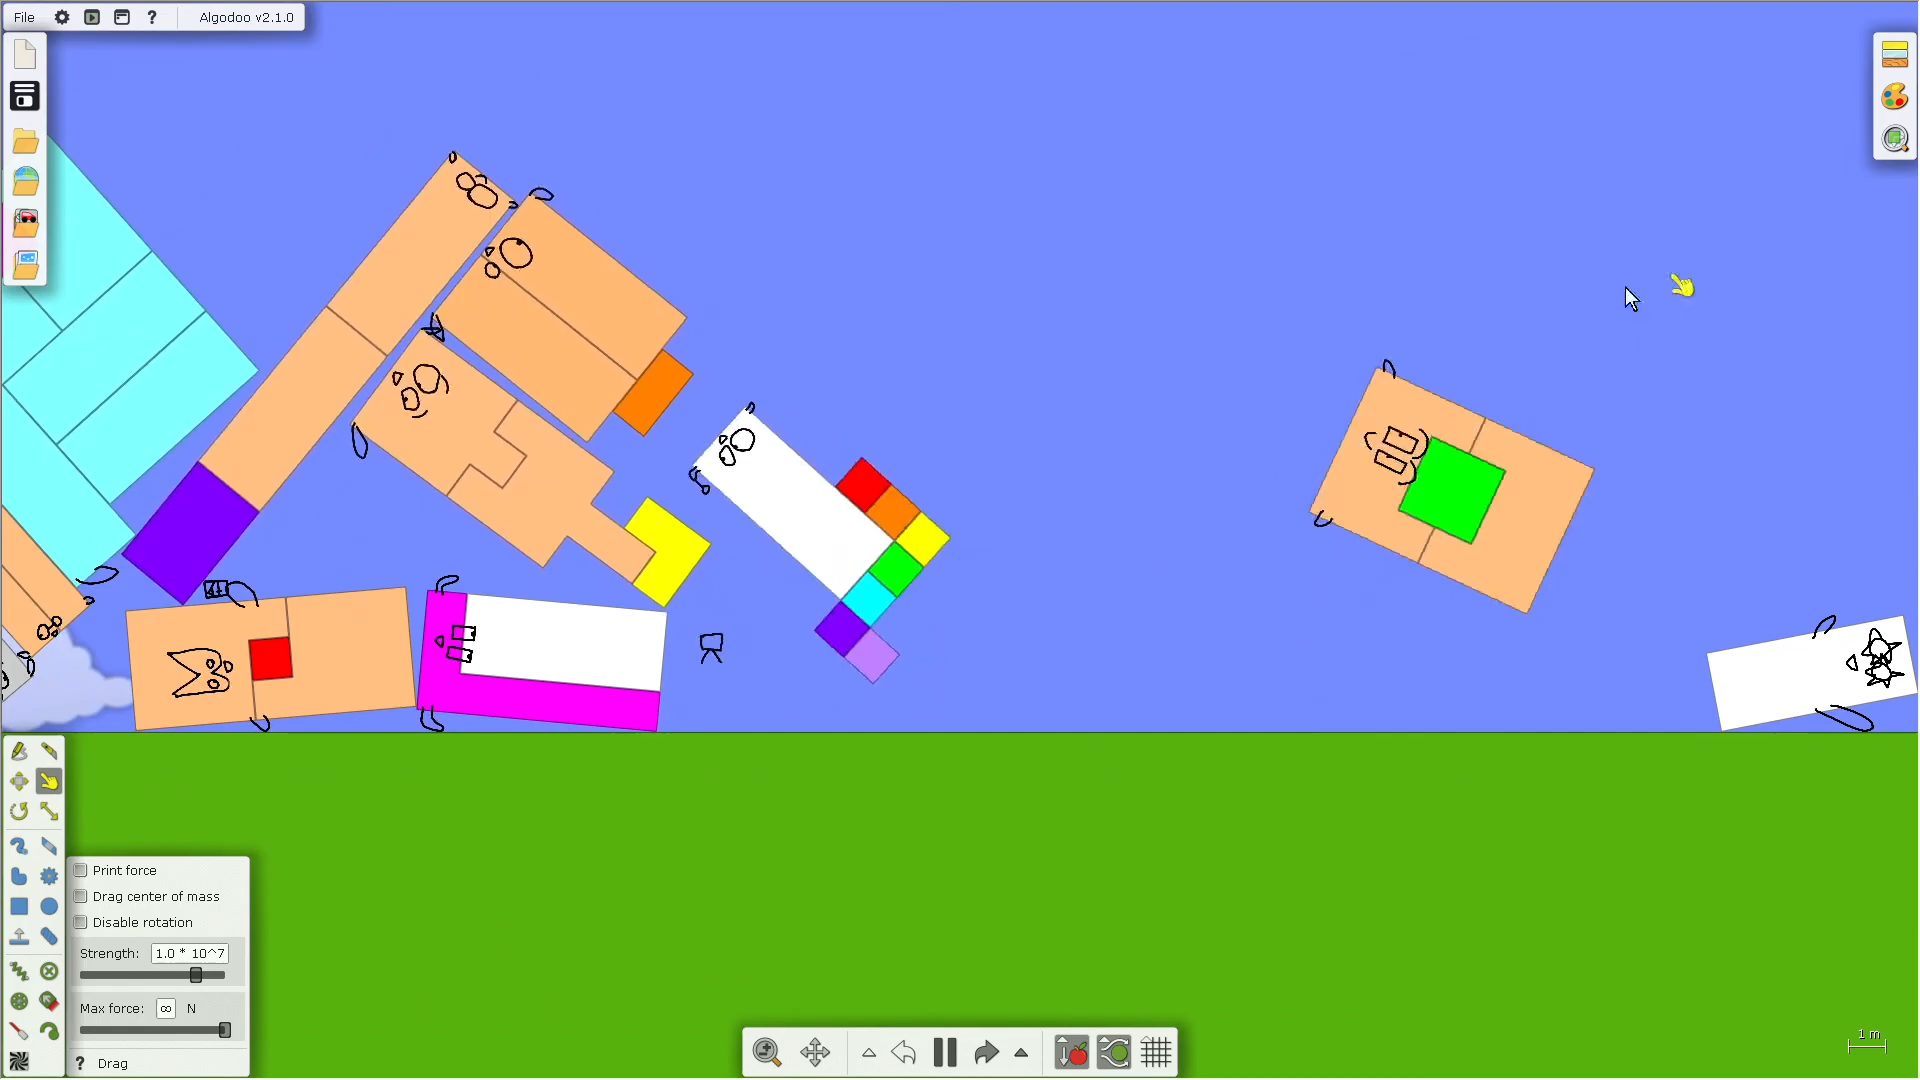 File ? Algodoo v2.1.0
Print force
Drag center of mass
Disable rotation
Strength: 1.0 * 10^7
Max force: ∞ N
? Drag
1 m